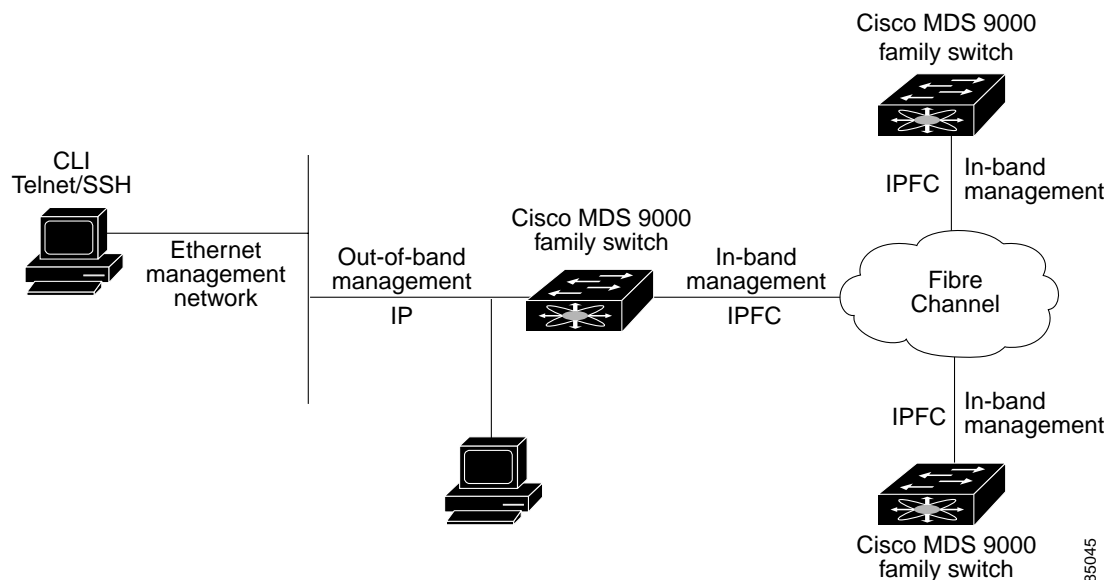 Cisco MDS 9000
family switch
CLI
Telnet/SSH
IPFC
In-band
management
Cisco MDS 9000
family switch
Ethernet
management
network
Out-of-band
management
IP
In-band
management
IPFC
Fibre
Channel
IPFC
In-band
management
Cisco MDS 9000
family switch